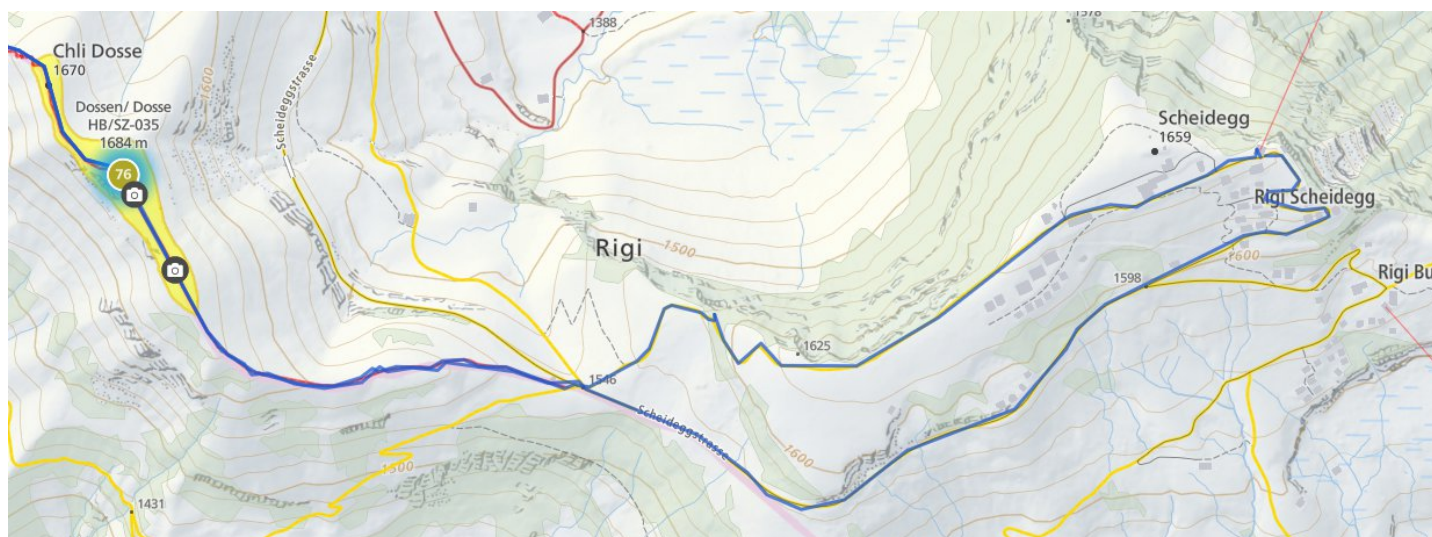 1388
1578
Chli Dosse
1670
1600
Scheideggstrasse
Dossen/ Dosse
HB/SZ-035
1684 m
76
Scheidegg
1659
Rigi Scheidegg
Rigi
1500
1600
1598
Rigi Bu
1625
1546
Scheideggstrasse
1600
1500
1431